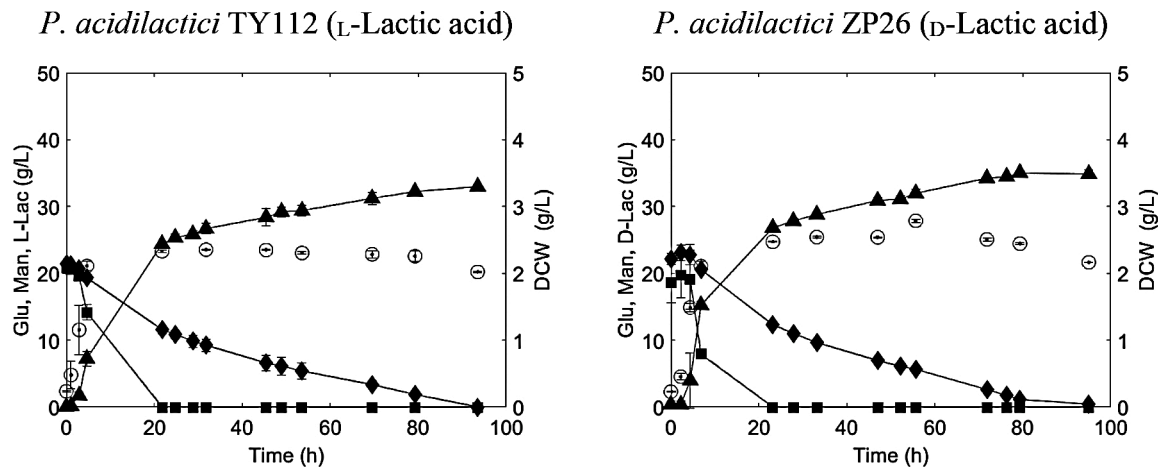 P. acidilactici TY112 (L-Lactic acid)
50
40
30
20
10
0
Glu, Man, L-Lac (g/L)
5
4
3
2
1
0
DCW (g/L)
0 20 40 60 80 100
Time (h)
P. acidilactici ZP26 (D-Lactic acid)
50
40
30
20
10
0
Glu, Man, D-Lac (g/L)
5
4
3
2
1
0
DCW (g/L)
0 20 40 60 80 100
Time (h)